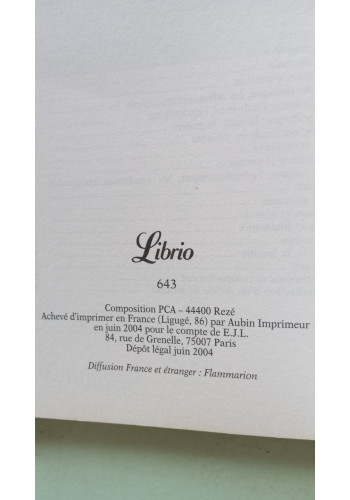 Librio
643
Composition PCA – 44400 Rezé
Achevé d'imprimer en France (Ligugé, 86) par Aubin Imprimeur
en juin 2004 pour le compte de E.J.L.
84, rue de Grenelle, 75007 Paris
Dépôt légal juin 2004
Diffusion France et étranger : Flammarion